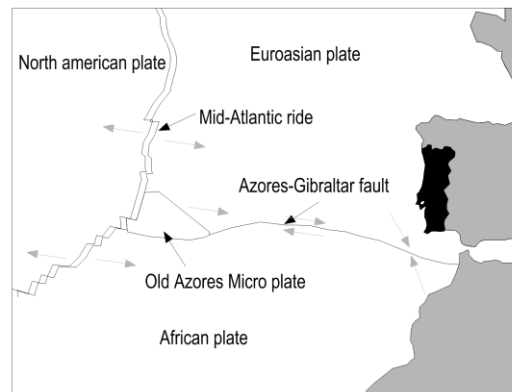 North american plate
Euroasian plate
Mid-Atlantic ride
Azores-Gibraltar fault
Old Azores Micro plate
African plate